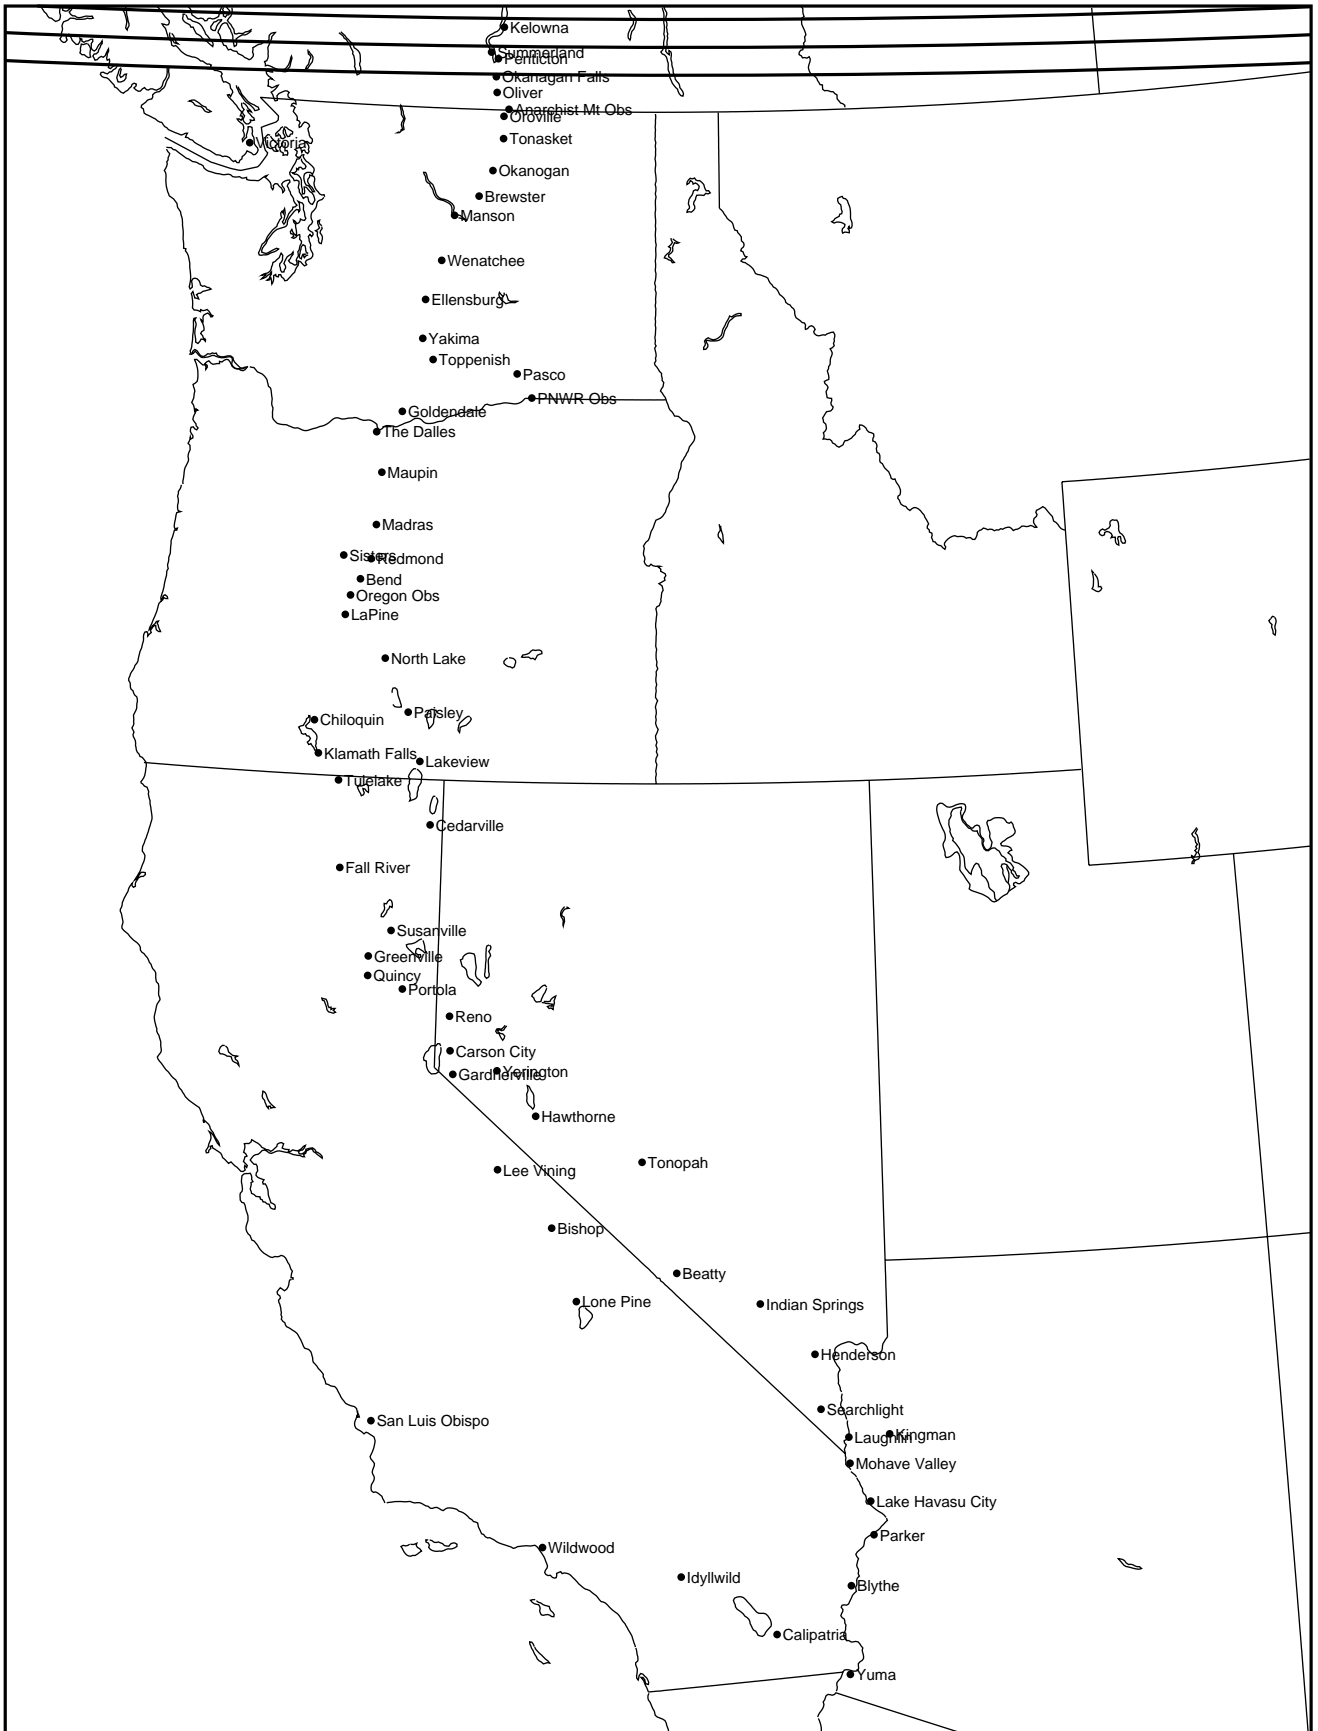 Kelowna
Summerland
Penticton
Okanagan Falls
Oliver
Anarchist Mt Obs
Oroville
Tonasket
Victoria
Okanogan
Brewster
Manson
Wenatchee
Ellensburg
Yakima
Toppenish
Pasco
PNWR Obs
Goldendale
The Dalles
Maupin
Madras
Sisters
Redmond
Bend
Oregon Obs
LaPine
North Lake
Paisley
Chiloquin
Klamath Falls
Lakeview
Tulelake
Cedarville
Fall River
Susanville
Greenville
Quincy
Portola
Reno
Carson City
Yerington
Gardnerville
Hawthorne
Tonopah
Lee Vining
Bishop
Beatty
Lone Pine
Indian Springs
Henderson
Searchlight
San Luis Obispo
Kingman
Laughlin
Mohave Valley
Lake Havasu City
Parker
Wildwood
Idyllwild
Blythe
Calipatria
Yuma